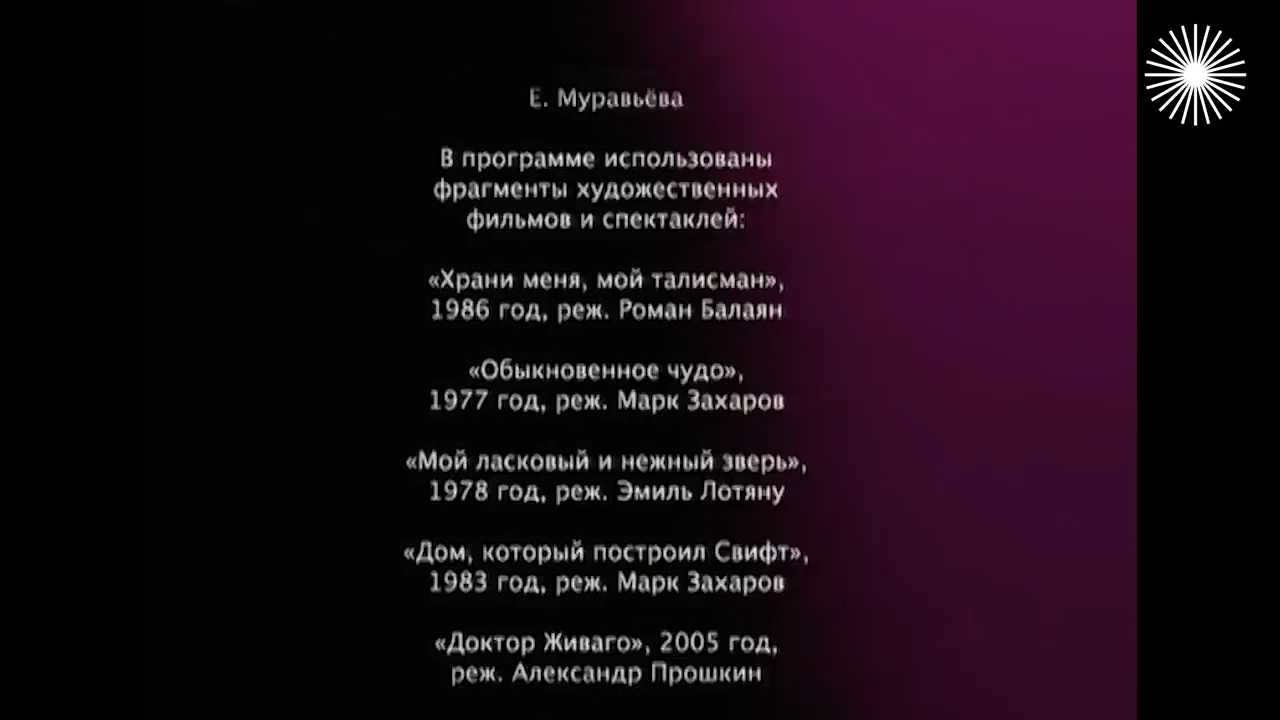 Е. Муравьёва
В программе использованы
фрагменты художественных
фильмов и спектаклей:
«Храни меня, мой талисман»,
1986 год, реж. Роман Балаян
«Обыкновенное чудо»,
1977 год, реж. Марк Захаров
«Мой ласковый и нежный зверь»,
1978 год, реж. Эмиль Лотяну
«Дом, который построил Свифт»,
1983 год, реж. Марк Захаров
«Доктор Живаго», 2005 год,
реж. Александр Прошкин